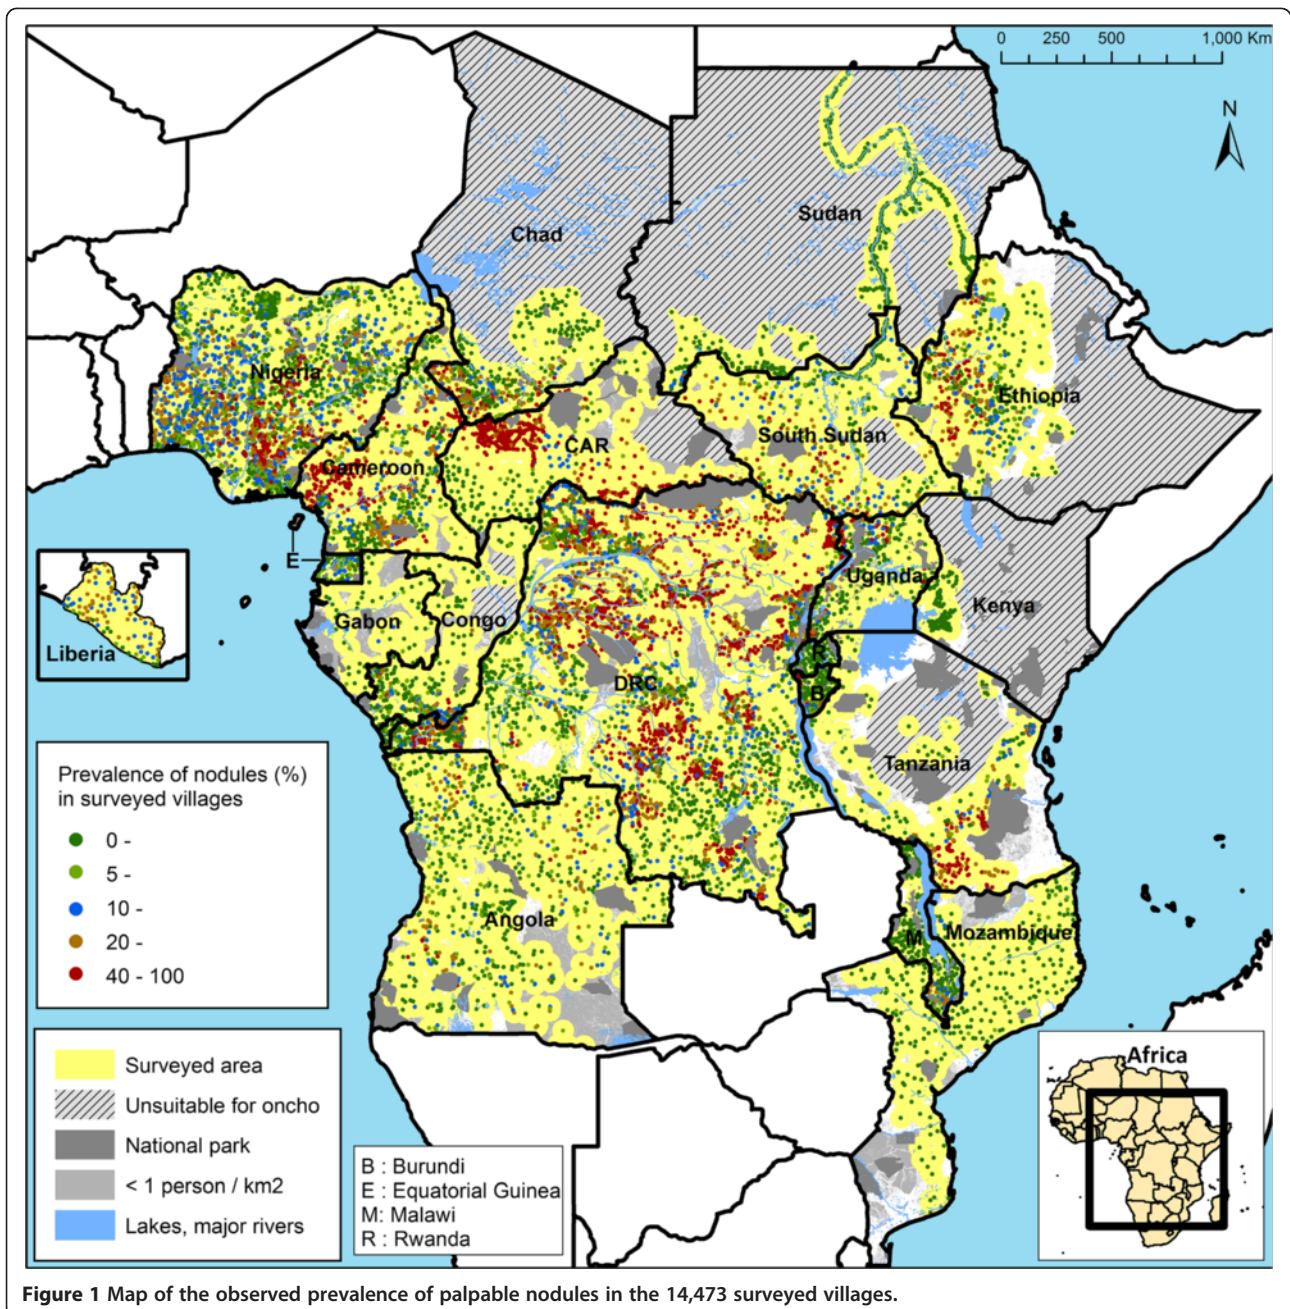 0 250 500 1,000 Km
N
Chad
Sudan
Nigeria
Ethiopia
CAR
South Sudan
Cameroon
E
Uganda
Kenya
Gabon
Congo
R
Liberia
DRC
B
Tanzania
Prevalence of nodules (%)
in surveyed villages
0 -
5 -
10 -
20 -
40 - 100
Angola
M
Mozambique
Surveyed area
Unsuitable for oncho
National park
< 1 person / km2
Lakes, major rivers
B : Burundi
E : Equatorial Guinea
M: Malawi
R : Rwanda
Africa
Figure 1 Map of the observed prevalence of palpable nodules in the 14,473 surveyed villages.